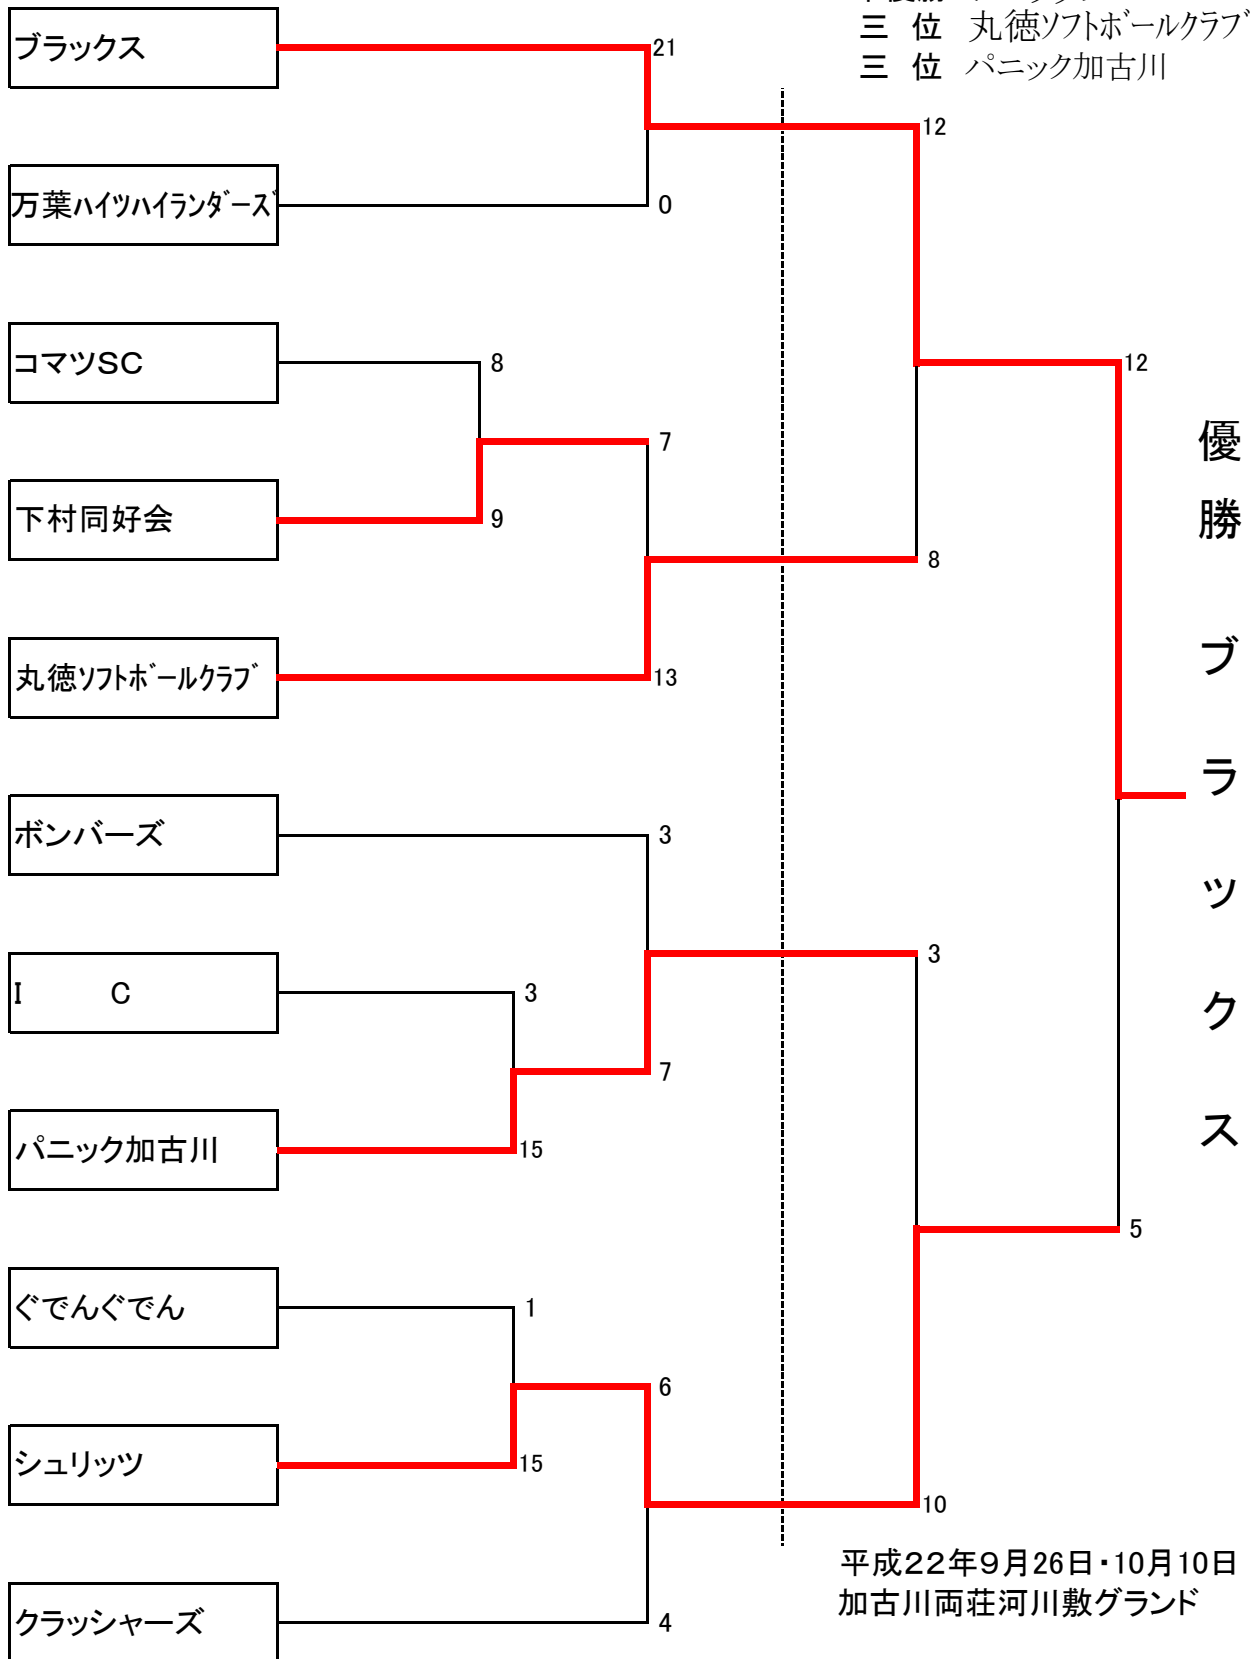 三　位　丸徳ｿﾌﾄﾎﾞｰﾙｸﾗﾌﾞ
三　位　パニック加古川
ブラックス
21
12
万葉ﾊｲﾂﾊｲﾗﾝﾀﾞｰｽﾞ
0
コマツSC
8
12
7
下村同好会
9
8
丸徳ｿﾌﾄﾎﾞｰﾙｸﾗﾌﾞ
13
優勝　ブラックス
ボンバーズ
3
3
I　　C
3
7
パニック加古川
15
5
ぐでんぐでん
1
6
シュリッツ
15
10
クラッシャーズ
4
平成２２年９月26日・10月10日
加古川両荘河川敷グランド